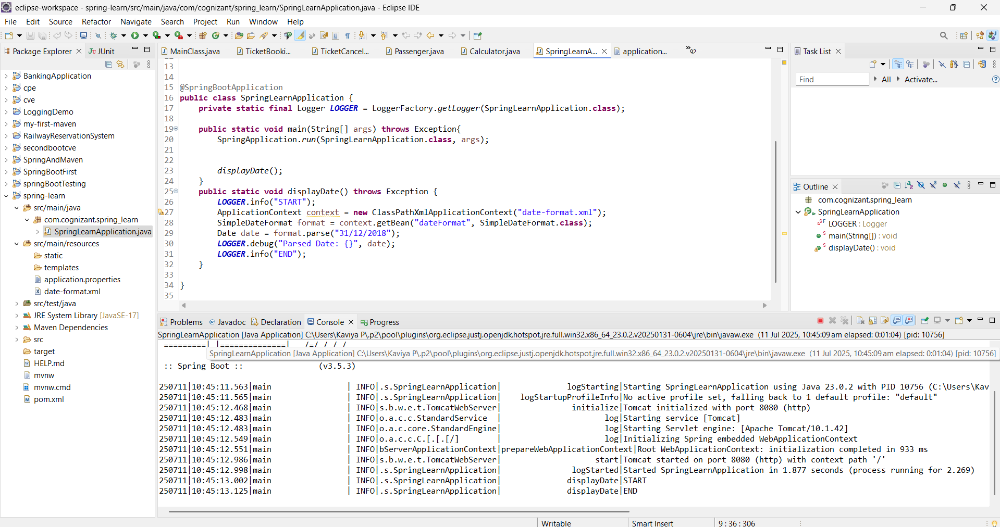 eclipse-workspace - spring-learn/src/main/java/com/cognizant/spring_learn/SpringLearnApplication.java - Eclipse IDE
File Edit Source Refactor Navigate Search Project Run Window Help
Package Explorer
JUnit
BankingApplication
cpe
cve
LoggingDemo
my-first-maven
RailwayReservationSystem
secondbootcve
SpringAndMaven
SpringBootFirst
springBootTesting
spring-learn
src/main/java
com.cognizant.spring_learn
SpringLearnApplication.java
src/main/resources
static
templates
application.properties
date-format.xml
src/test/java
JRE System Library [JavaSE-17]
Maven Dependencies
src
target
HELP.md
mvnw
mvnw.cmd
pom.xml
MainClass.java TicketBooki... TicketCancel... Passenger.java Calculator.java SpringLearnA... application... »92
13
14
15 @SpringBootApplication
16 public class SpringLearnApplication {
17 private static final Logger LOGGER = LoggerFactory.getLogger(SpringLearnApplication.class);
18
19 public static void main(String[] args) throws Exception{
20 SpringApplication.run(SpringLearnApplication.class, args);
21
22
23 displayDate();
24 }
25 public static void displayDate() throws Exception {
26 LOGGER.info("START");
27 ApplicationContext context = new ClassPathXmlApplicationContext("date-format.xml");
28 SimpleDateFormat format = context.getBean("dateFormat", SimpleDateFormat.class);
29 Date date = format.parse("31/12/2018");
30 LOGGER.debug("Parsed Date: {}", date);
31 LOGGER.info("END");
32 }
33
34 }
35
Task List
Find All Activate...
Outline
com.cognizant.spring_learn
SpringLearnApplication
LOGGER : Logger
main(String[]) : void
displayDate() : void
Problems @ Javadoc Declaration Console Progress
SpringLearnApplication [Java Application] C:\Users\Kaviya P\.p2\pool\plugins\org.eclipse.justj.openjdk.hotspot.jre.full.win32.x86_64_23.0.2.v20250131-0604\jre\bin\javaw.exe (11 Jul 2025, 10:45:09 am elapsed: 0:01:04) [pid: 10756]
=========|_|==============|___/=/_/_/_/
SpringLearnApplication [Java Application] C:\Users\Kaviya P\.p2\pool\plugins\org.eclipse.justj.openjdk.hotspot.jre.full.win32.x86_64_23.0.2.v20250131-0604\jre\bin\javaw.exe (11 Jul 2025, 10:45:09 am elapsed: 0:01:04) [pid: 10756]
:: Spring Boot :: (v3.5.3)
250711|10:45:11.563|main | INFO|.s.SpringLearnApplication| logStarting|Starting SpringLearnApplication using Java 23.0.2 with PID 10756 (C:\Users\Kav
250711|10:45:11.565|main | INFO|.s.SpringLearnApplication| logStartupProfileInfo|No active profile set, falling back to 1 default profile: "default"
250711|10:45:12.468|main | INFO|s.b.w.e.t.TomcatWebServer| initialize|Tomcat initialized with port 8080 (http)
250711|10:45:12.483|main | INFO|o.a.c.c.StandardService | log|Starting service [Tomcat]
250711|10:45:12.483|main | INFO|o.a.c.core.StandardEngine| log|Starting Servlet engine: [Apache Tomcat/10.1.42]
250711|10:45:12.549|main | INFO|o.a.c.c.C.[.[.[/] | log|Initializing Spring embedded WebApplicationContext
250711|10:45:12.551|main | INFO|bServerApplicationContext|prepareWebApplicationContext|Root WebApplicationContext: initialization completed in 933 ms
250711|10:45:12.986|main | INFO|s.b.w.e.t.TomcatWebServer| start|Tomcat started on port 8080 (http) with context path '/'
250711|10:45:12.998|main | INFO|.s.SpringLearnApplication| logStarted|Started SpringLearnApplication in 1.877 seconds (process running for 2.269)
250711|10:45:13.002|main | INFO|.s.SpringLearnApplication| displayDate|START
250711|10:45:13.125|main | INFO|.s.SpringLearnApplication| displayDate|END
Writable Smart Insert 9 : 36 : 306